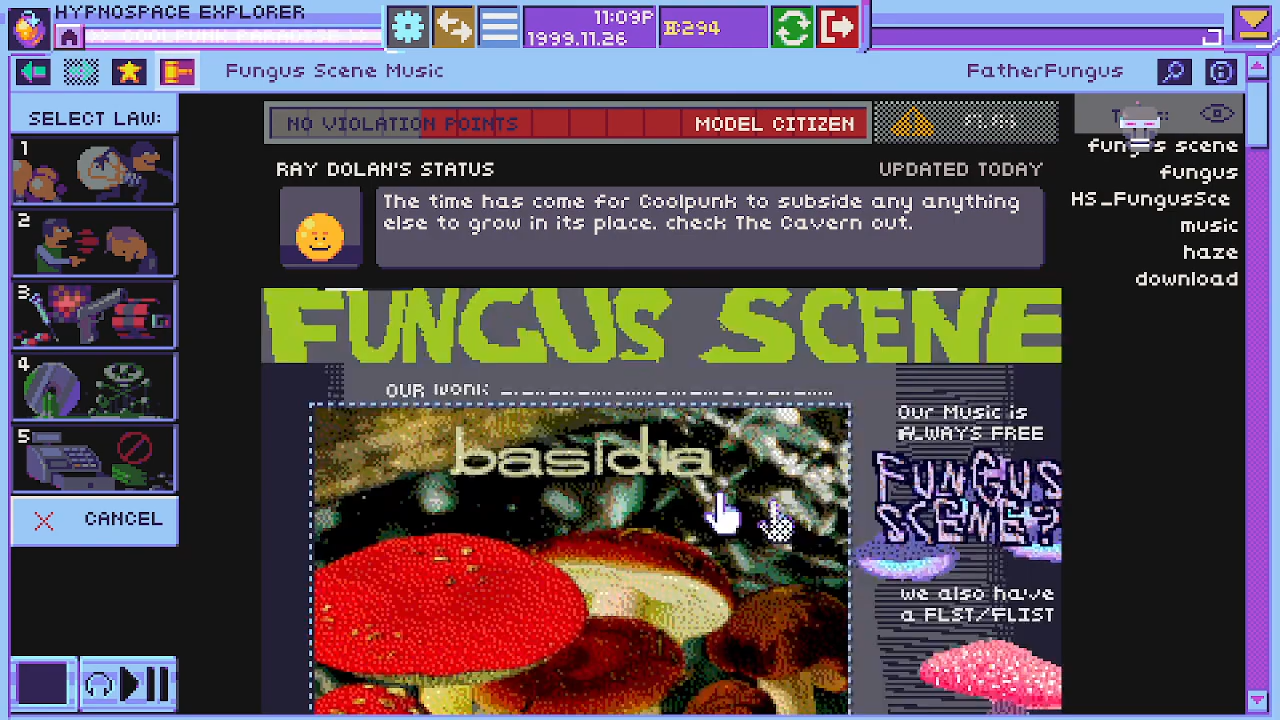 HYPNOSPACE EXPLORER
11:09P
1999.11.26
294
Fungus Scene Music
FatherFungus
SELECT LAW:
1
2
3
4
5
CANCEL
NO VIOLATION POINTS
MODEL CITIZEN
RAY DOLAN'S STATUS
UPDATED TODAY
The time has come for Coolpunk to subside any anything
else to grow in its place. check The Cavern out.
fungus scene
fungus
HS_FungusSce
music
haze
download
FUNGUS SCENE
OUR WORK
basidia
Our Music is
ALWAYS FREE
FUNGUS
SCENE?
we also have
a FLST/FLIST